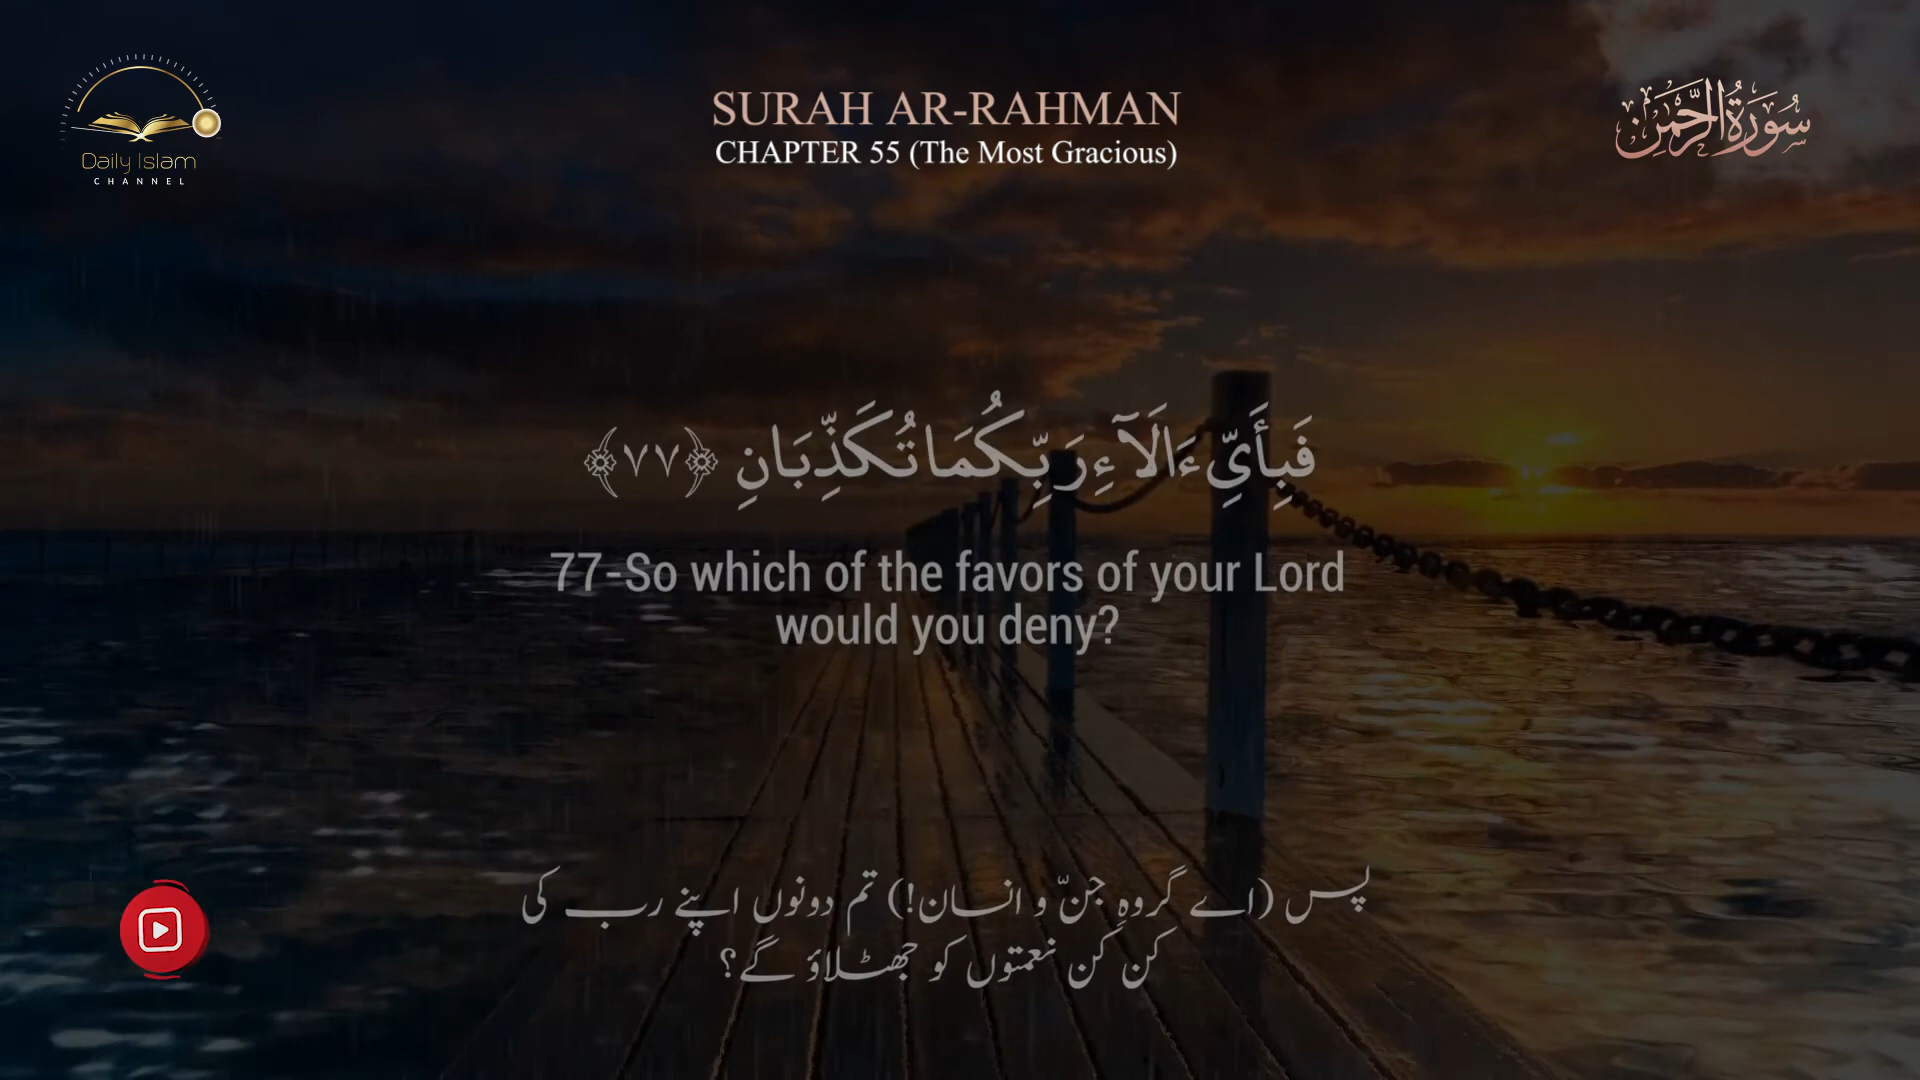 Daily Islam
CHANNEL
SURAH AR-RAHMAN
CHAPTER 55 (The Most Gracious)
سُورَةُ الرَّحْمَٰن
فَبِأَيِّ ءَالَآءِ رَبِّكُمَا تُكَذِّبَانِ ﴿٧٧﴾
77-So which of the favors of your Lord
would you deny?
پس (اے گروہِ جنّ و انسان!) تم دونوں اپنے رب کی
کن کن نعمتوں کو جھٹلاؤ گے؟